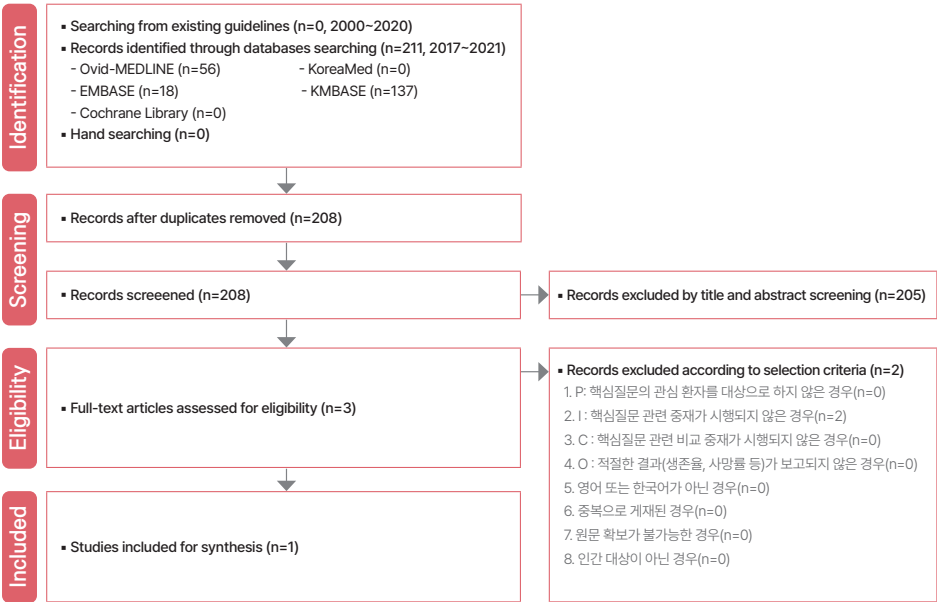 Identification
▪ Searching from existing guidelines (n=0, 2000~2020)
▪ Records identified through databases searching (n=211, 2017~2021)
- Ovid-MEDLINE (n=56) - KoreaMed (n=0)
- EMBASE (n=18) - KMBASE (n=137)
- Cochrane Library (n=0)
▪ Hand searching (n=0)
Screening
▪ Records after duplicates removed (n=208)
▪ Records screeened (n=208)
▪ Records excluded by title and abstract screening (n=205)
Eligibility
▪ Full-text articles assessed for eligibility (n=3)
▪ Records excluded according to selection criteria (n=2)
1. P: 핵심질문의 관심 환자를 대상으로 하지 않은 경우(n=0)
2. I : 핵심질문 관련 중재가 시행되지 않은 경우(n=2)
3. C : 핵심질문 관련 비교 중재가 시행되지 않은 경우(n=0)
4. O : 적절한 결과(생존율, 사망률 등)가 보고되지 않은 경우(n=0)
5. 영어 또는 한국어가 아닌 경우(n=0)
6. 중복으로 게재된 경우(n=0)
7. 원문 확보가 불가능한 경우(n=0)
8. 인간 대상이 아닌 경우(n=0)
Included
▪ Studies included for synthesis (n=1)